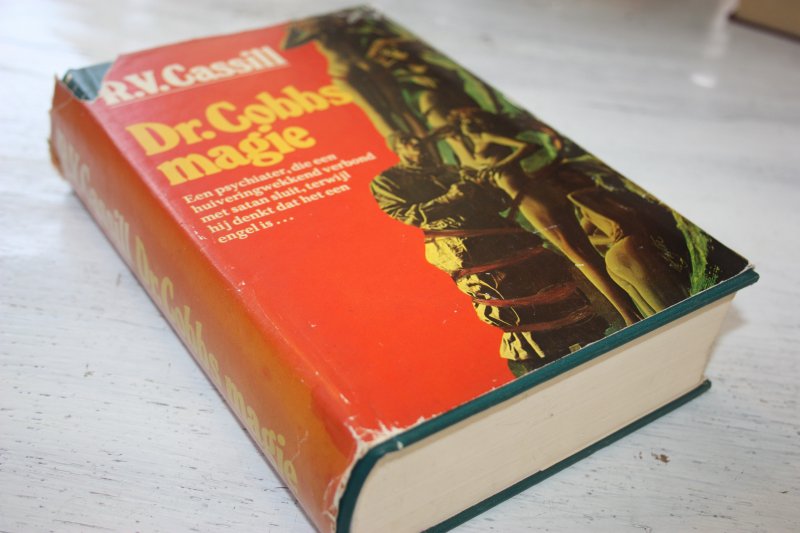 R.V. Cassill
Dr. Cobbs
magie
Een psychiater, die een
huiveringwekkend verbond
met satan sluit, terwijl
hij denkt dat het een
engel is...
R.V. Cassill Dr. Cobbs magie